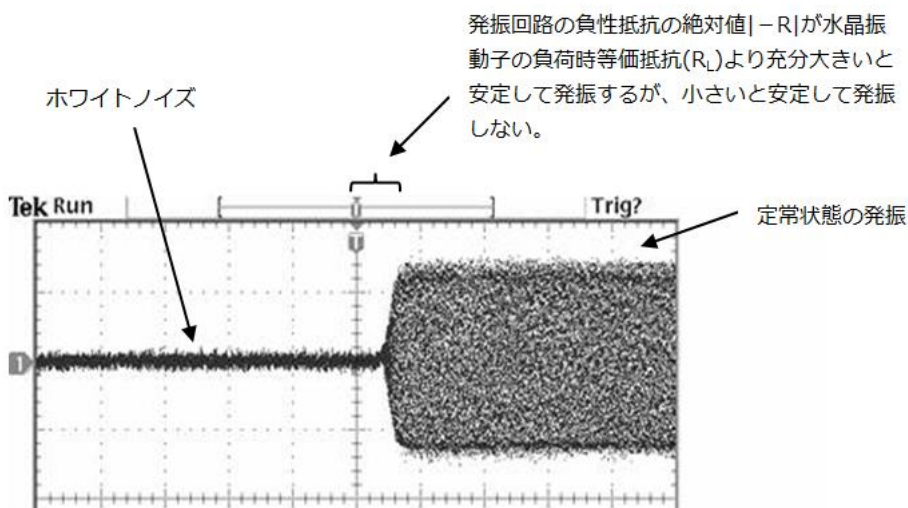 発振回路の負性抵抗の絶対値|－R|が水晶振
動子の負荷時等価抵抗(RL)より充分大きいと
安定して発振するが、小さいと安定して発振
しない。
ホワイトノイズ
Tek Run
Trig?
定常状態の発振
T
1